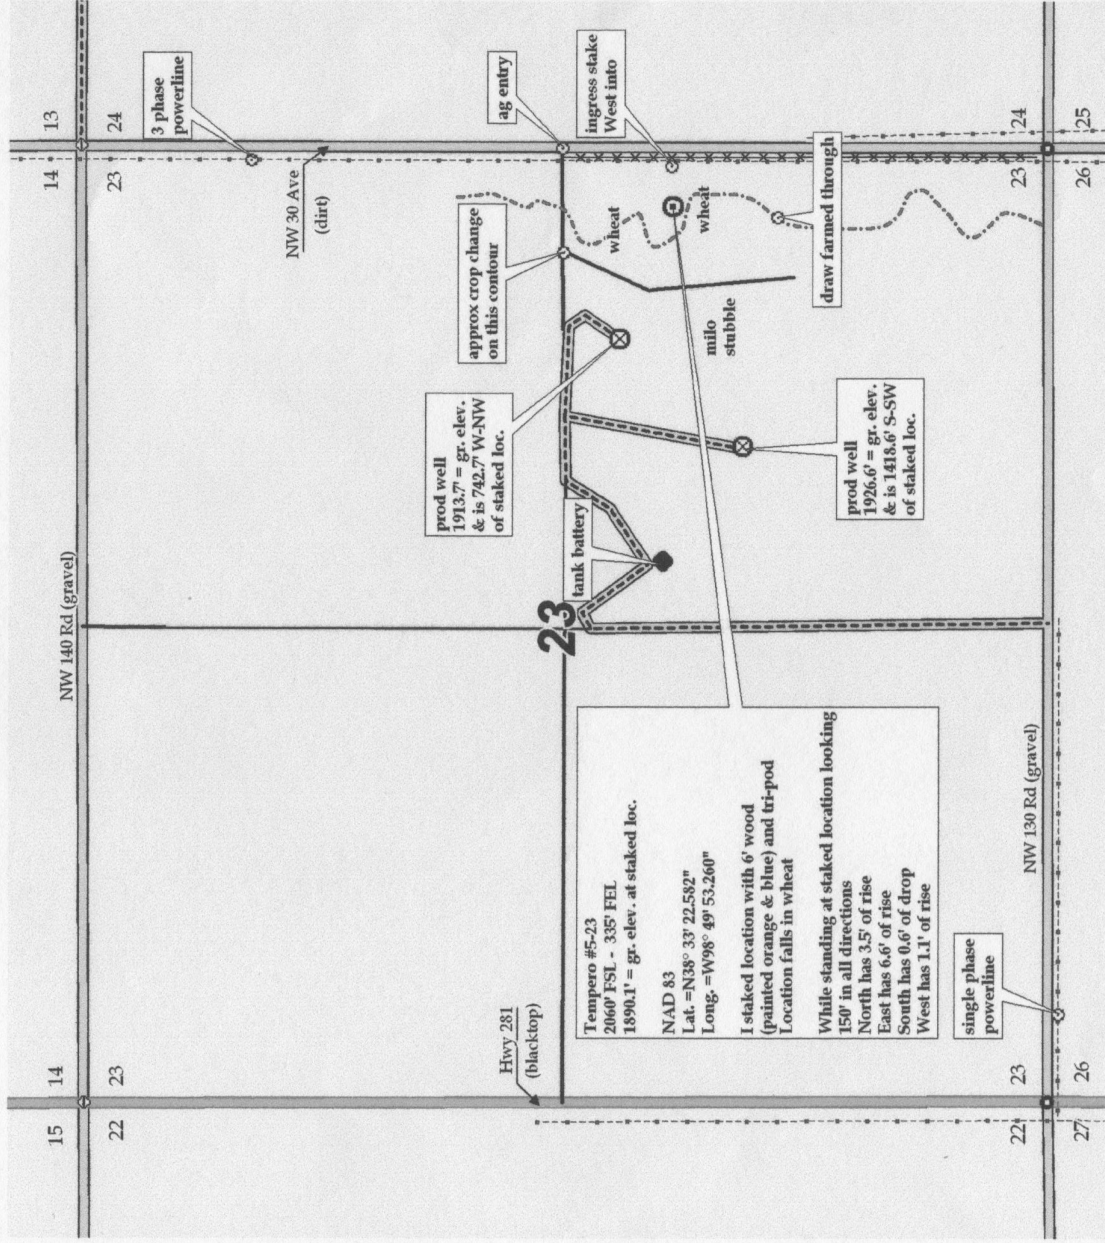 15
14
22
23
14
13
23
24
NW 140 Rd (gravel)
3 phase
powerline
NW 30 Ave
(dirt)
Hwy 281
(blacktop)
ag entry
approx crop change
on this contour
ingress stake
West into
prod well
1913.7' = gr. elev.
& is 742.7' W-NW
of staked loc.
23
tank battery
wheat
wheat
milo
stubble
draw farmed through
prod well
1926.6' = gr. elev.
& is 1418.6' S-SW
of staked loc.
Tempero #5-23
2060' FSL - 335' FEL
1890.1' = gr. elev. at staked loc.
NAD 83
Lat. =N38° 33' 22.582"
Long. =W98° 49' 53.260"
I staked location with 6' wood
(painted orange & blue) and tri-pod
Location falls in wheat
While standing at staked location looking
150' in all directions
North has 3.5' of rise
East has 6.6' of rise
South has 0.6' of drop
West has 1.1' of rise
single phase
powerline
NW 130 Rd (gravel)
22
23
27
26
23
24
26
25